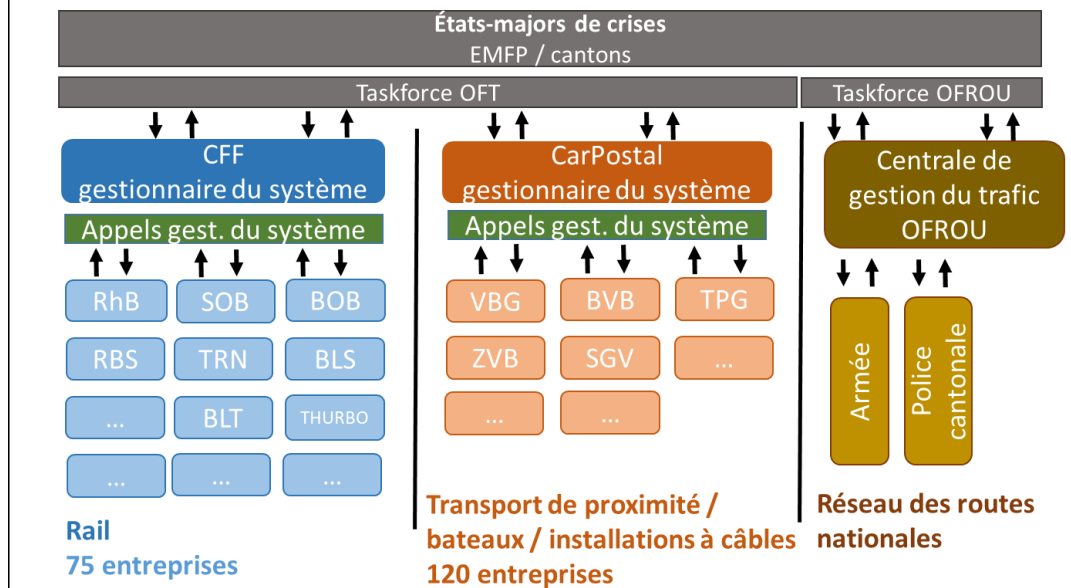 États-majors de crises
EMFP / cantons
Taskforce OFT
Taskforce OFROU
CFF
gestionnaire du système
Appels gest. du système
RhB
SOB
BOB
RBS
TRN
BLS
...
BLT
THURBO
...
...
...
Rail
75 entreprises
CarPostal
gestionnaire du système
Appels gest. du système
VBG
BVB
TPG
ZVB
SGV
...
...
...
Transport de proximité /
bateaux / installations à câbles
120 entreprises
Centrale de
gestion du trafic
OFROU
Armée
Police
cantonale
Réseau des routes
nationales